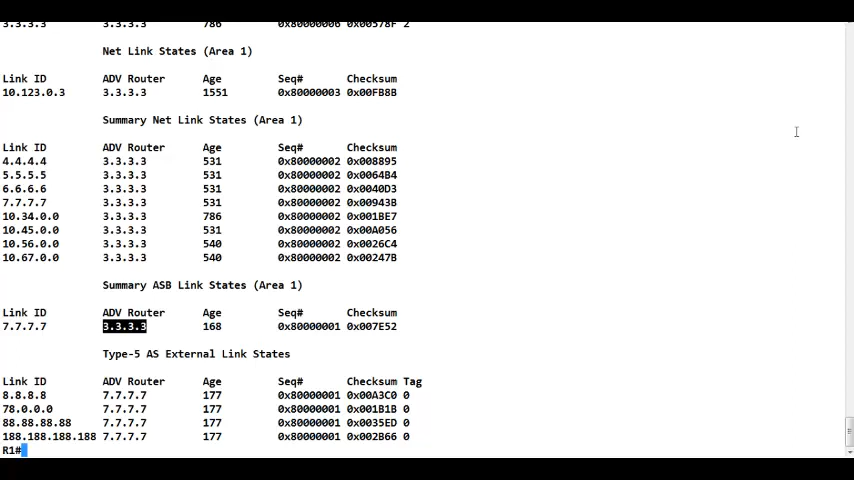 3.3.3.3 3.3.3.3 786 0x80000006 0x00578F 2
Net Link States (Area 1)
Link ID ADV Router Age Seq# Checksum
10.123.0.3 3.3.3.3 1551 0x80000003 0x00FB8B
Summary Net Link States (Area 1)
Link ID ADV Router Age Seq# Checksum
4.4.4.4 3.3.3.3 531 0x80000002 0x008895
5.5.5.5 3.3.3.3 531 0x80000002 0x0064B4
6.6.6.6 3.3.3.3 531 0x80000002 0x0040D3
7.7.7.7 3.3.3.3 531 0x80000002 0x00943B
10.34.0.0 3.3.3.3 786 0x80000002 0x001BE7
10.45.0.0 3.3.3.3 531 0x80000002 0x00A056
10.56.0.0 3.3.3.3 540 0x80000002 0x0026C4
10.67.0.0 3.3.3.3 540 0x80000002 0x00247B
Summary ASB Link States (Area 1)
Link ID ADV Router Age Seq# Checksum
7.7.7.7 3.3.3.3 168 0x80000001 0x007E52
Type-5 AS External Link States
Link ID ADV Router Age Seq# Checksum Tag
8.8.8.8 7.7.7.7 177 0x80000001 0x00A3C0 0
78.0.0.0 7.7.7.7 177 0x80000001 0x001B1B 0
88.88.88.88 7.7.7.7 177 0x80000001 0x0035ED 0
188.188.188.188 7.7.7.7 177 0x80000001 0x002B66 0
R1#